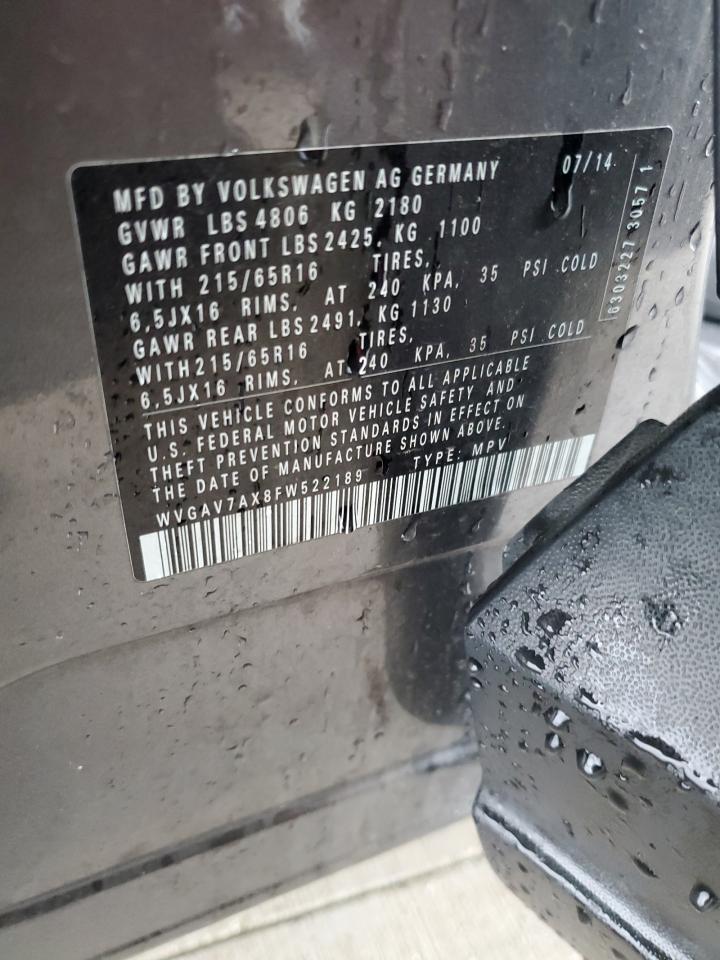 MFD BY VOLKSWAGEN AG GERMANY 07/14
GVWR LBS 4806 KG 2180
GAWR FRONT LBS 2425, KG 1100
WITH 215/65R16 TIRES,
6,5JX16 RIMS, AT 240 KPA, 35 PSI COLD
GAWR REAR LBS 2491, KG 1130
WITH 215/65R16 TIRES,
6,5JX16 RIMS, AT 240 KPA, 35 PSI COLD
THIS VEHICLE CONFORMS TO ALL APPLICABLE
U.S. FEDERAL MOTOR VEHICLE SAFETY AND
THEFT PREVENTION STANDARDS IN EFFECT ON
THE DATE OF MANUFACTURE SHOWN ABOVE.
WVGAV7AX8FW522189 TYPE: MPV
6303227 3057 1